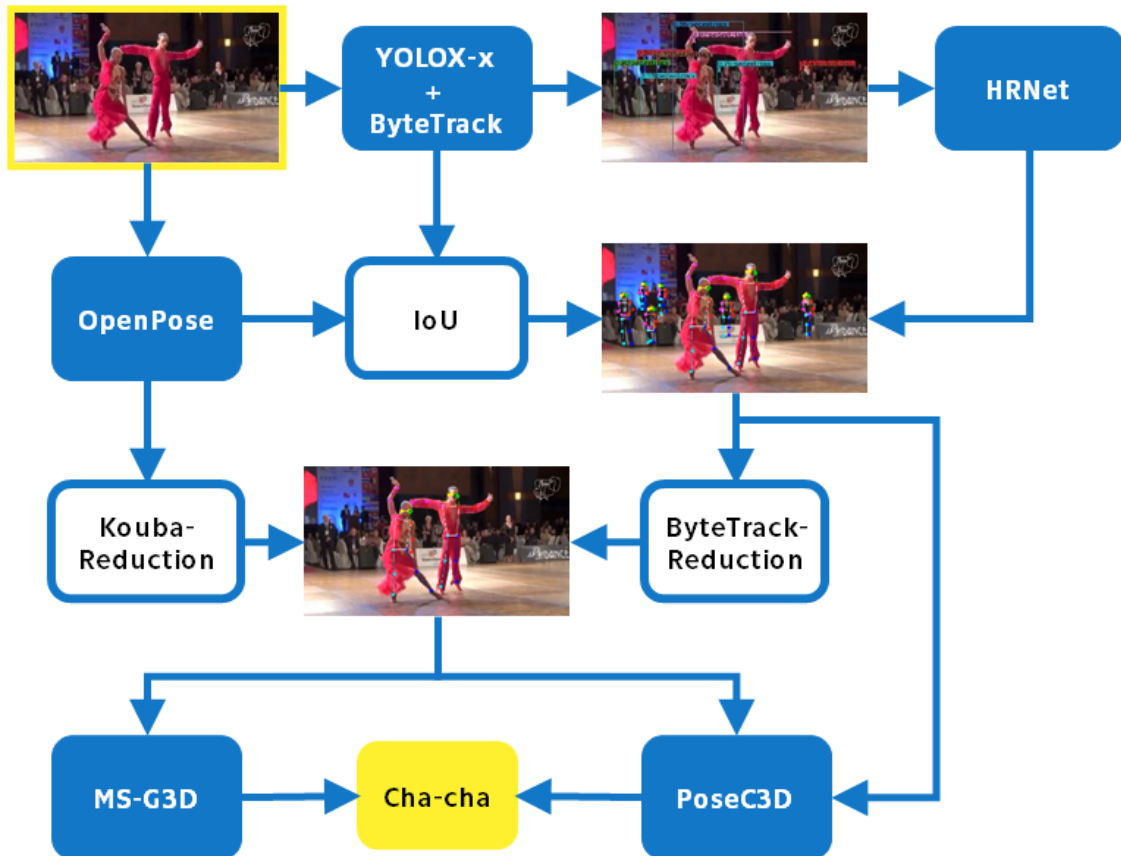 YOLOX-x
+
ByteTrack
HRNet
OpenPose
IoU
Kouba-
Reduction
ByteTrack-
Reduction
MS-G3D
Cha-cha
PoseC3D